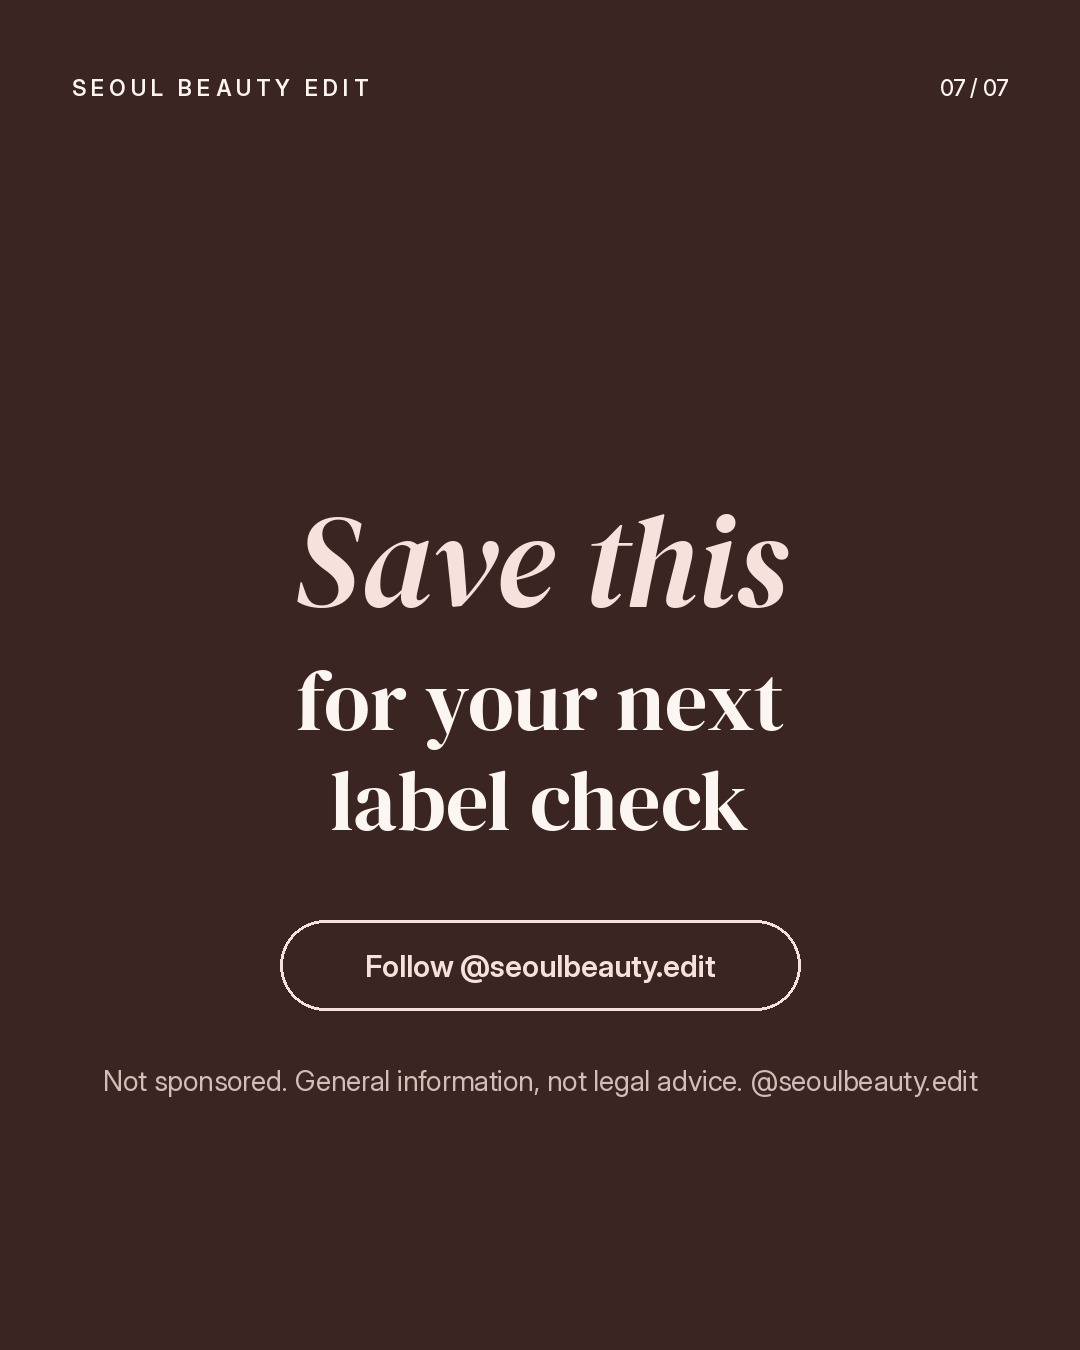 SEOUL BEAUTY EDIT
07 / 07
Save this
for your next
label check
Follow @seoulbeauty.edit
Not sponsored. General information, not legal advice. @seoulbeauty.edit